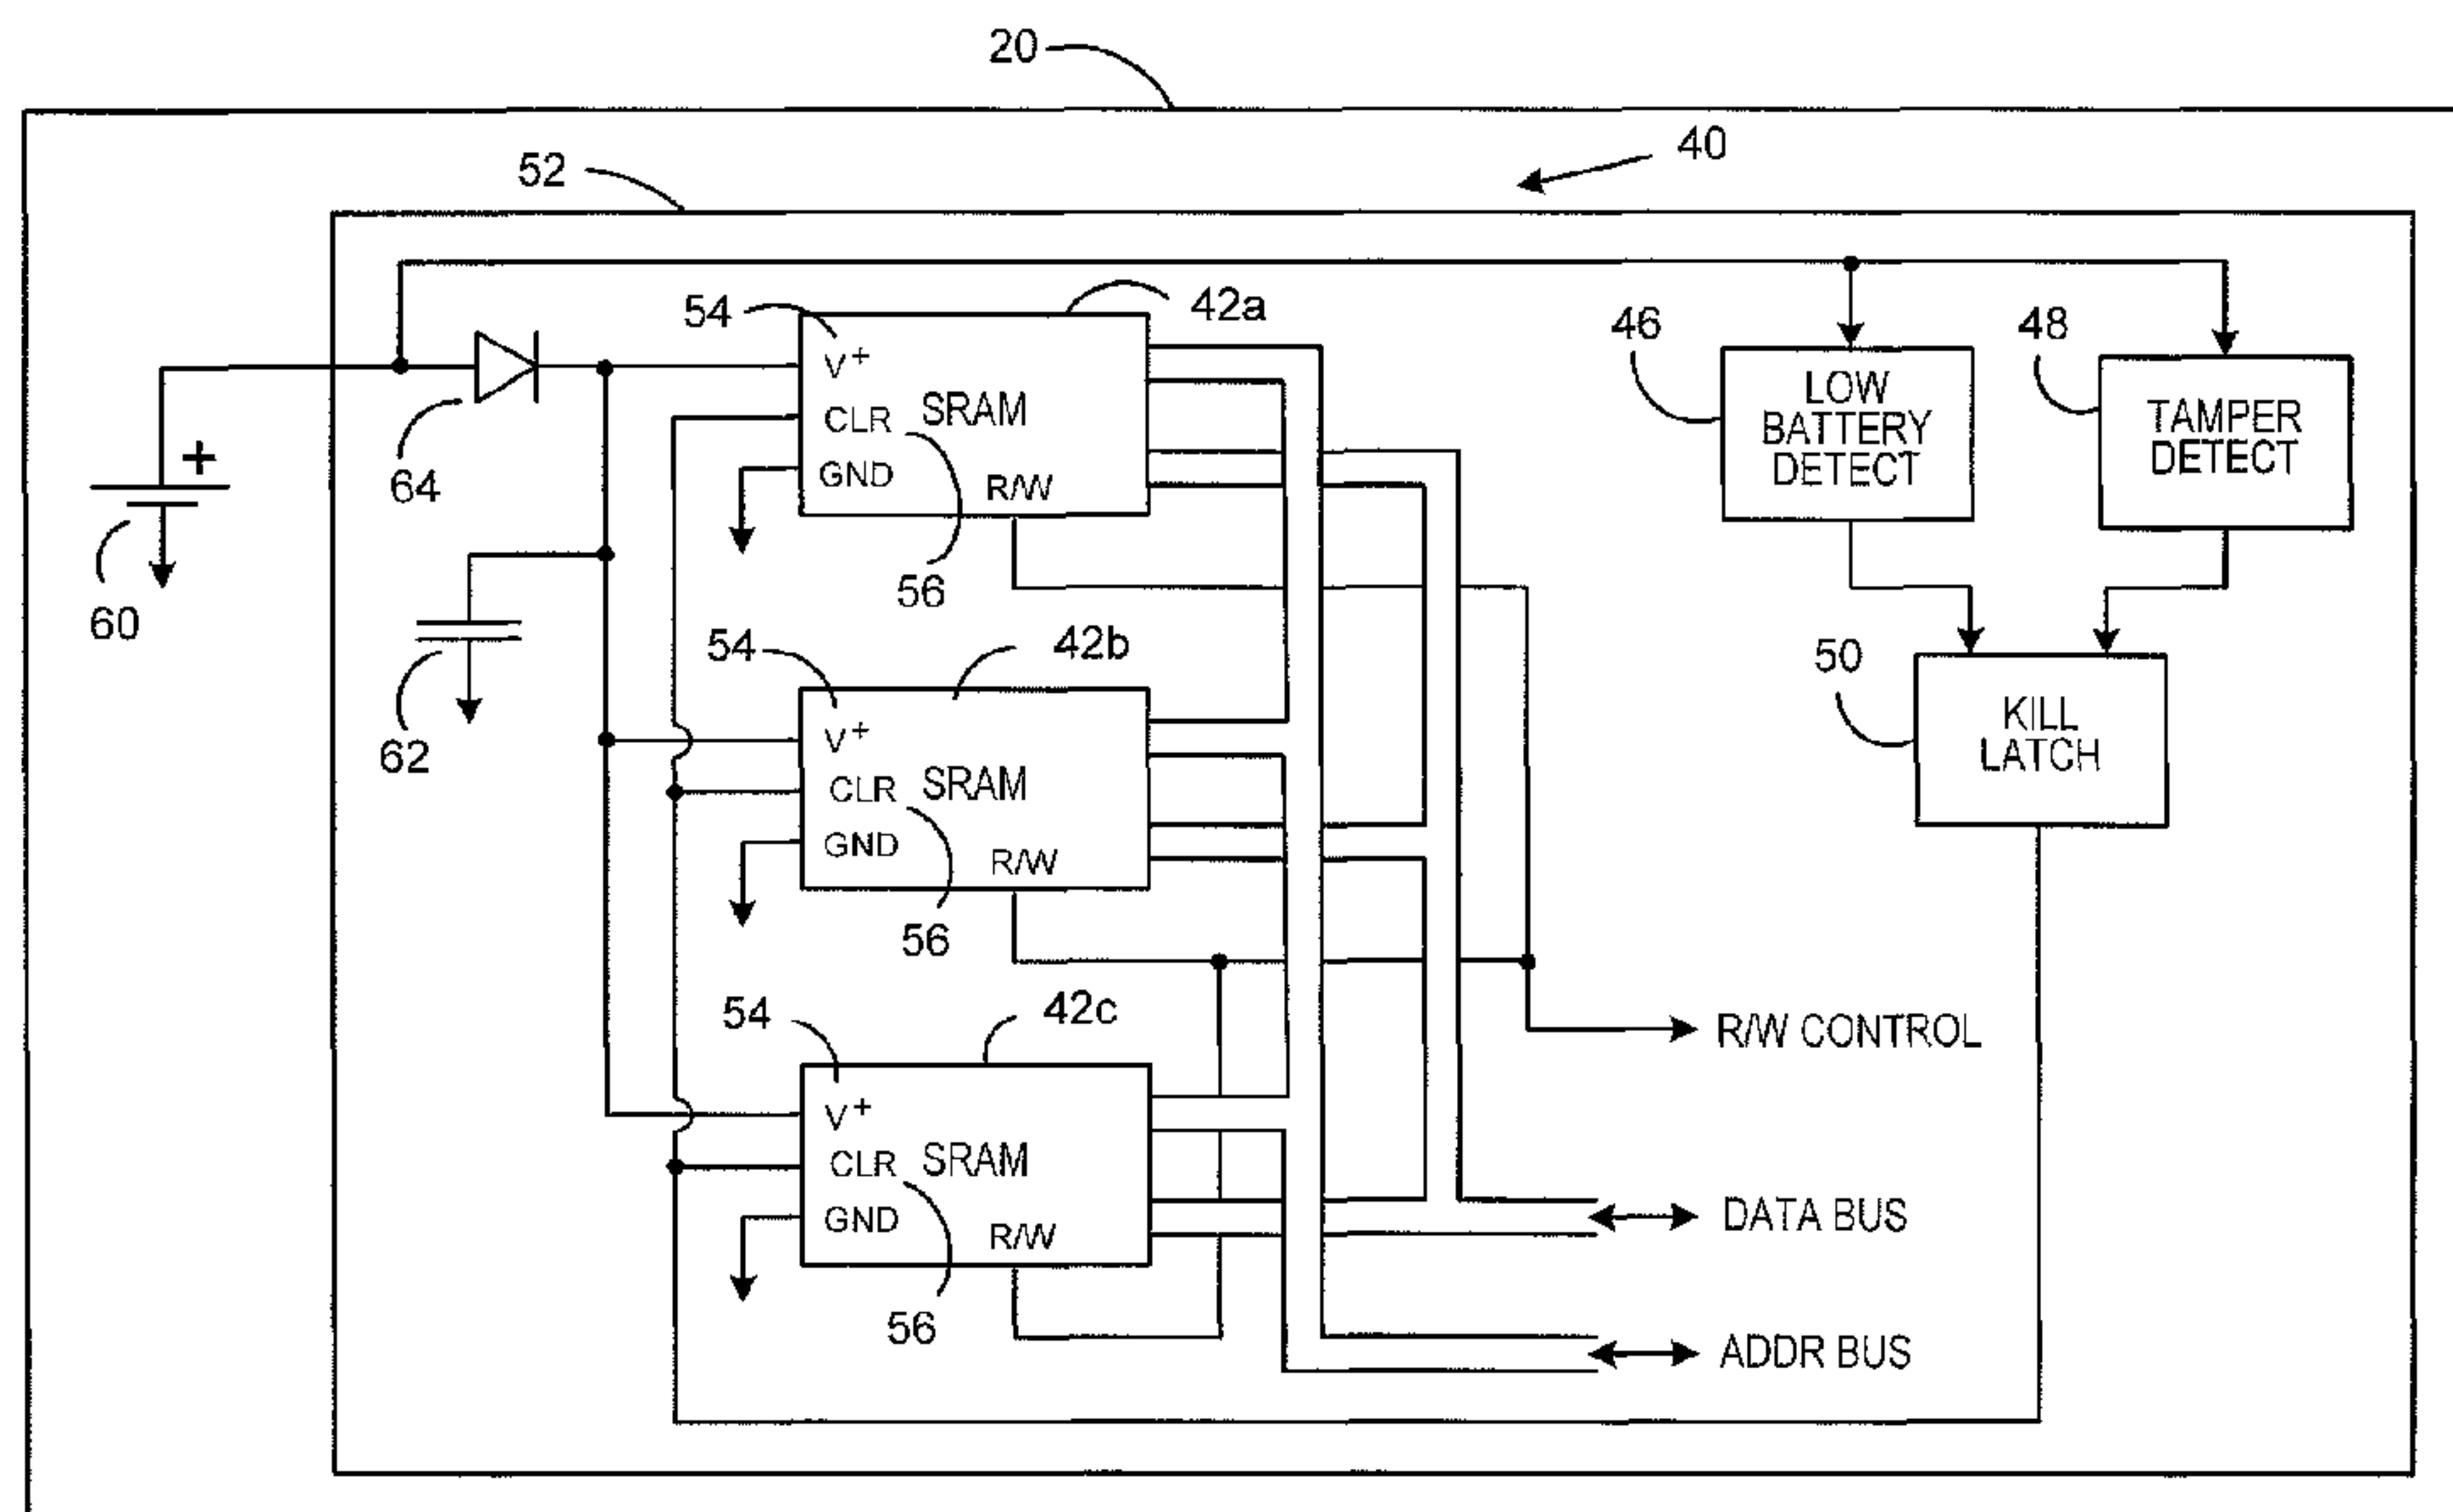 20
40
52
54
42a
V+
CLR
SRAM
GND
R/W
56
46
LOW
BATTERY
DETECT
48
TAMPER
DETECT
64
+
60
62
54
42b
V+
CLR
SRAM
GND
R/W
56
50
KILL
LATCH
54
42c
V+
CLR
SRAM
GND
R/W
56
R/W CONTROL
DATA BUS
ADDR BUS